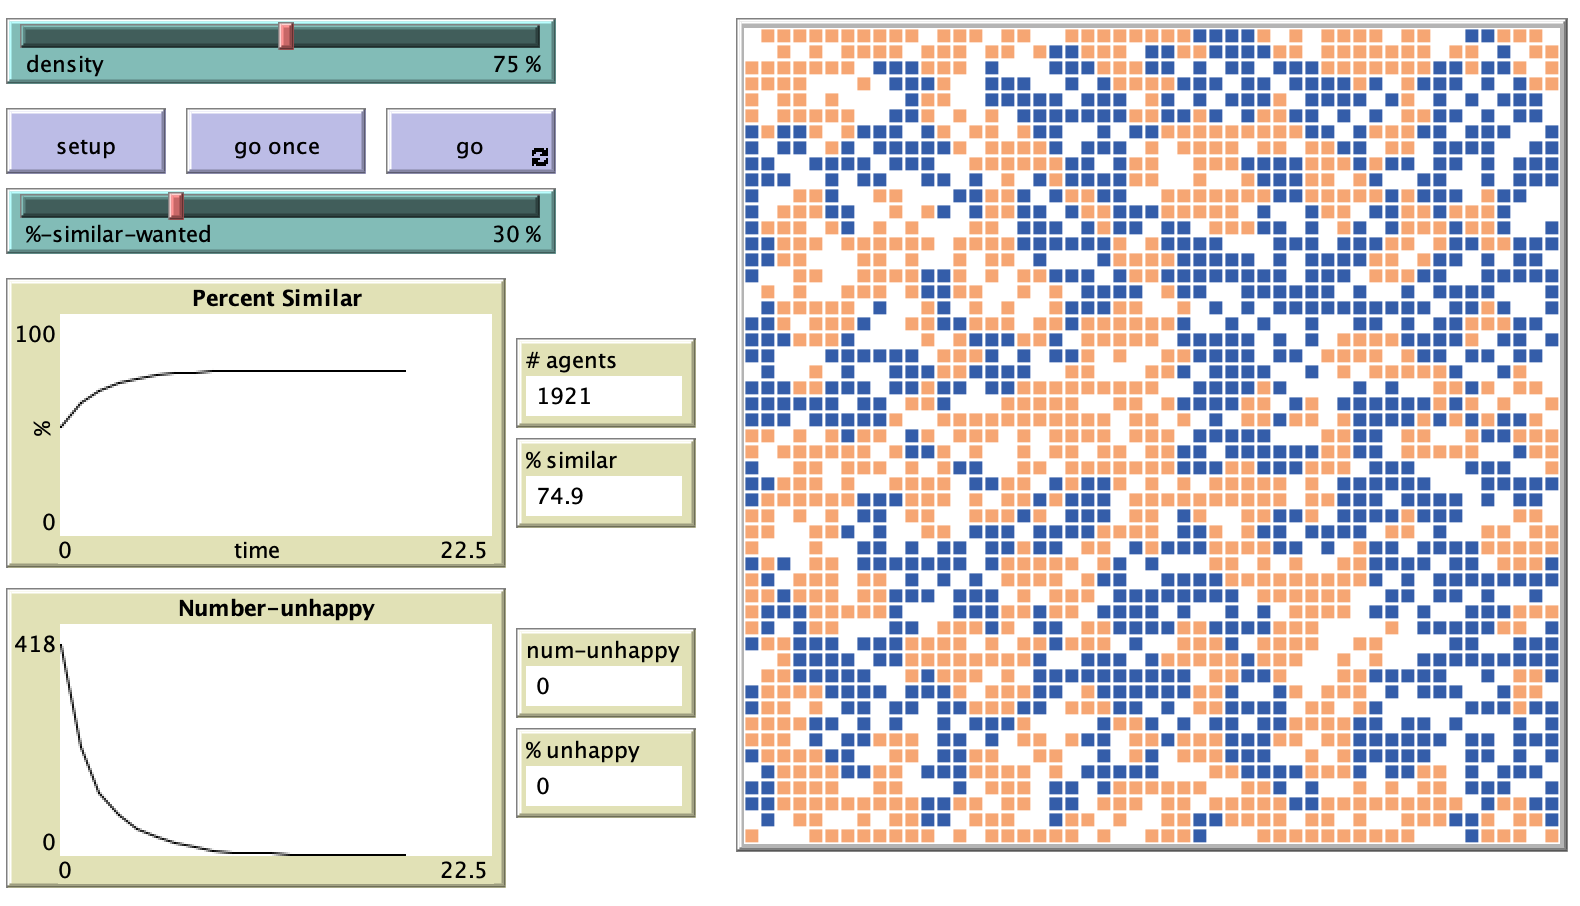 density 75 %
setup
go once
go
%-similar-wanted 30 %
Percent Similar
100
%
0
0 time 22.5
# agents
1921
% similar
74.9
Number-unhappy
418
0
0 22.5
num-unhappy
0
% unhappy
0